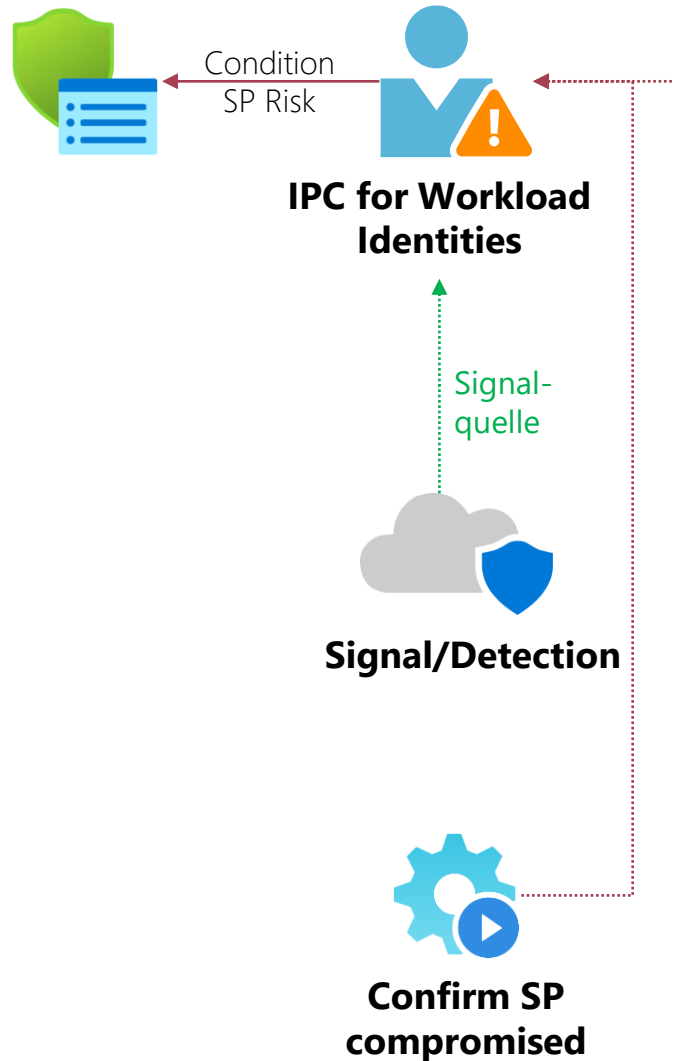 Condition
SP Risk
IPC for Workload
Identities
Signal-
quelle
Signal/Detection
Confirm SP
compromised